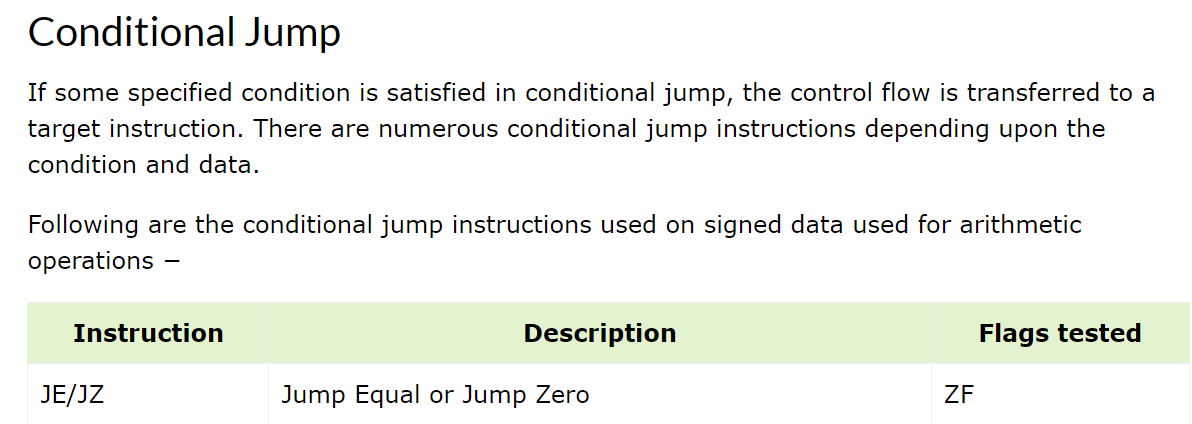 Conditional Jump
If some specified condition is satisfied in conditional jump, the control flow is transferred to a
target instruction. There are numerous conditional jump instructions depending upon the
condition and data.
Following are the conditional jump instructions used on signed data used for arithmetic
operations −
Instruction Description Flags tested
JE/JZ Jump Equal or Jump Zero ZF